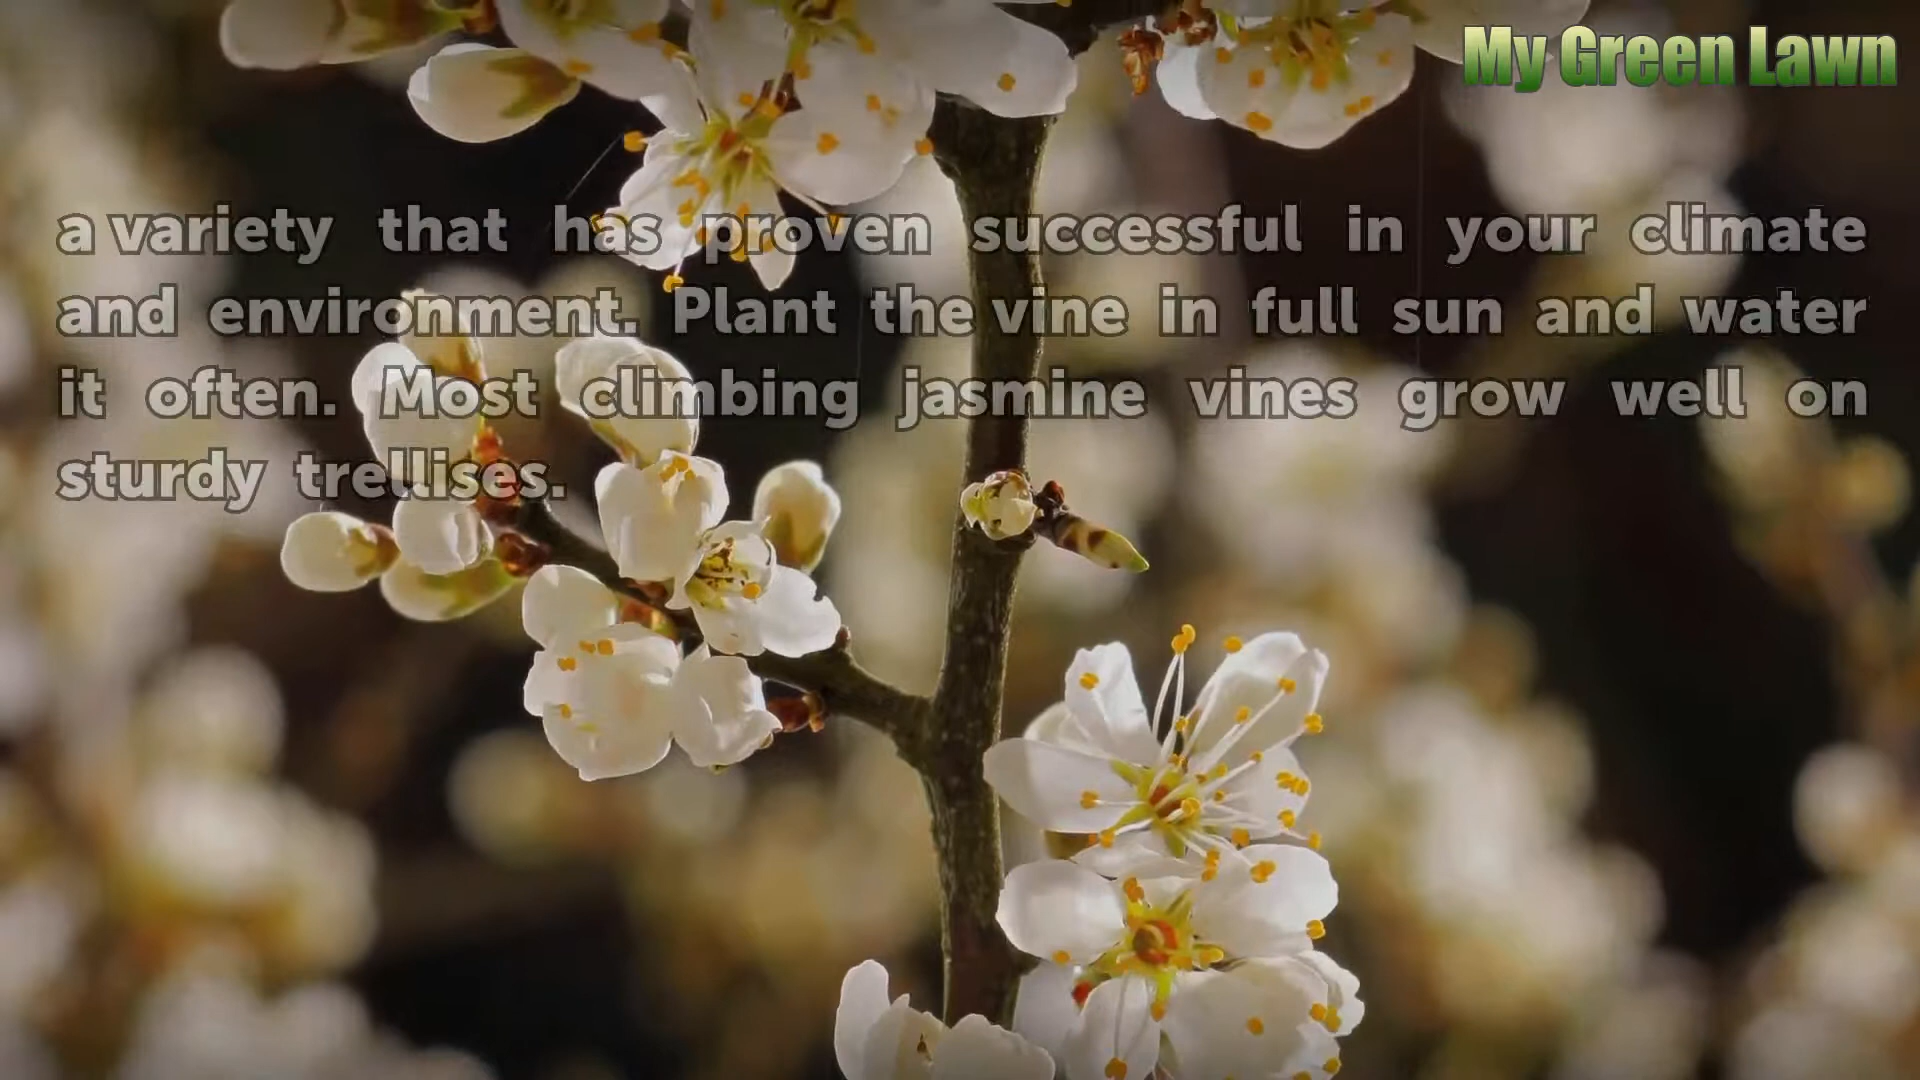 My Green Lawn
a variety that has proven successful in your climate
and environment. Plant the vine in full sun and water
it often. Most climbing jasmine vines grow well on
sturdy trellises.